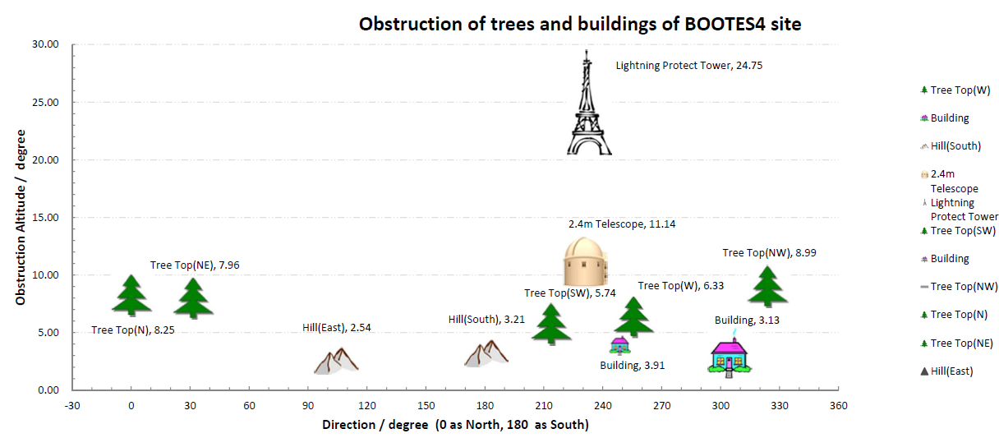 Obstruction of trees and buildings of BOOTES4 site
30.00
25.00
20.00
15.00
10.00
5.00
0.00
Obstruction Altitude / degree
Lightning Protect Tower, 24.75
2.4m Telescope, 11.14
Tree Top(NW), 8.99
Tree Top(NE), 7.96
Tree Top(W), 6.33
Tree Top(SW), 5.74
Hill(South), 3.21
Building, 3.13
Hill(East), 2.54
Tree Top(N), 8.25
Building, 3.91
-30 0 30 60 90 120 150 180 210 240 270 300 330 360
Direction / degree (0 as North, 180 as South)
Tree Top(W)
Building
Hill(South)
2.4m
Telescope
Lightning
Protect Tower
Tree Top(SW)
Building
Tree Top(NW)
Tree Top(N)
Tree Top(NE)
Hill(East)